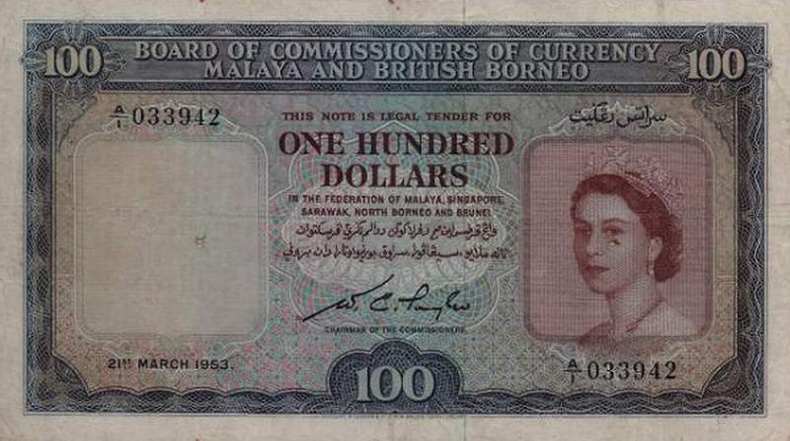 100 BOARD OF COMMISSIONERS OF CURRENCY 100
MALAYA AND BRITISH BORNEO
A/1 033942
THIS NOTE IS LEGAL TENDER FOR
سراتس رڠݢيت
ONE HUNDRED
DOLLARS
IN THE FEDERATION OF MALAYA, SINGAPORE,
SARAWAK, NORTH BORNEO AND BRUNEI.
CHAIRMAN OF THE COMMISSIONERS.
21ST MARCH 1953.
100
A/1 033942